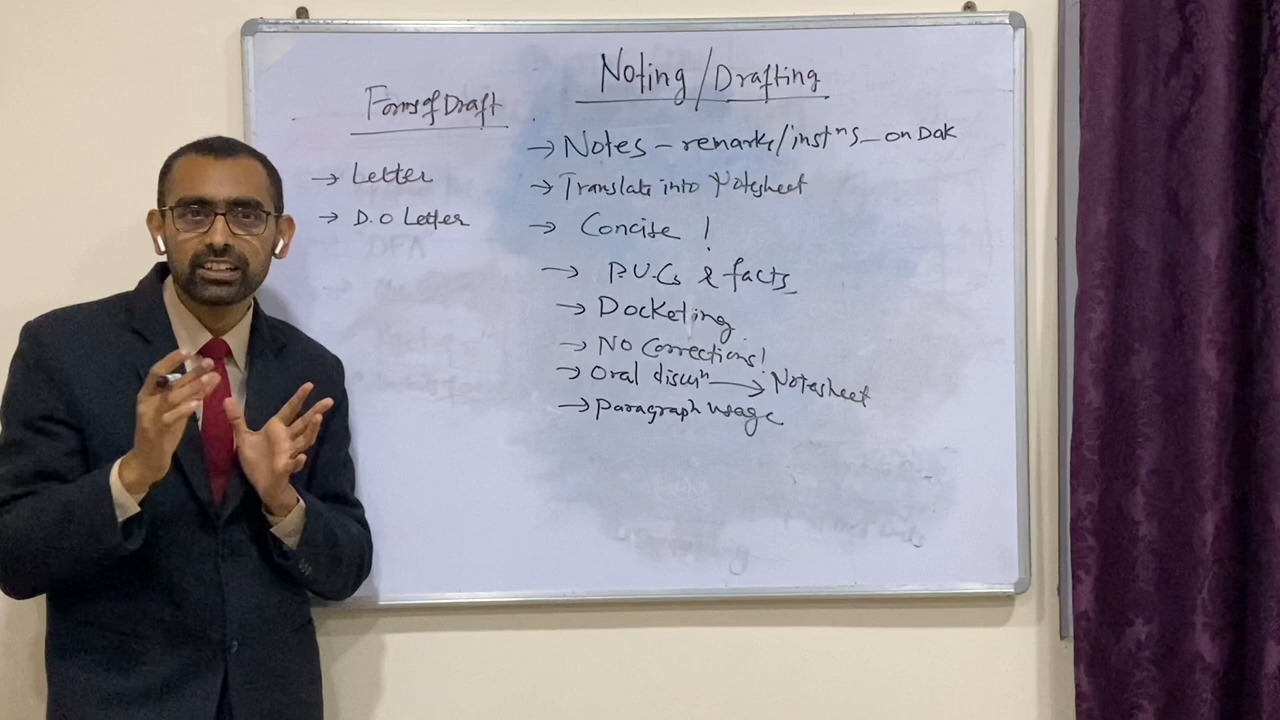 Noting/Drafting
Forms of Draft
→ Letter
→ D.O Letter
→ Notes - remarks/instⁿs - on Dak
→ Translate into Notesheet
→ Concise !
→ P.U.Cs & facts
→ Docketing
→ NO Corrections!
→ Oral discuⁿ → Notesheet
→ Paragraph usage
DFA